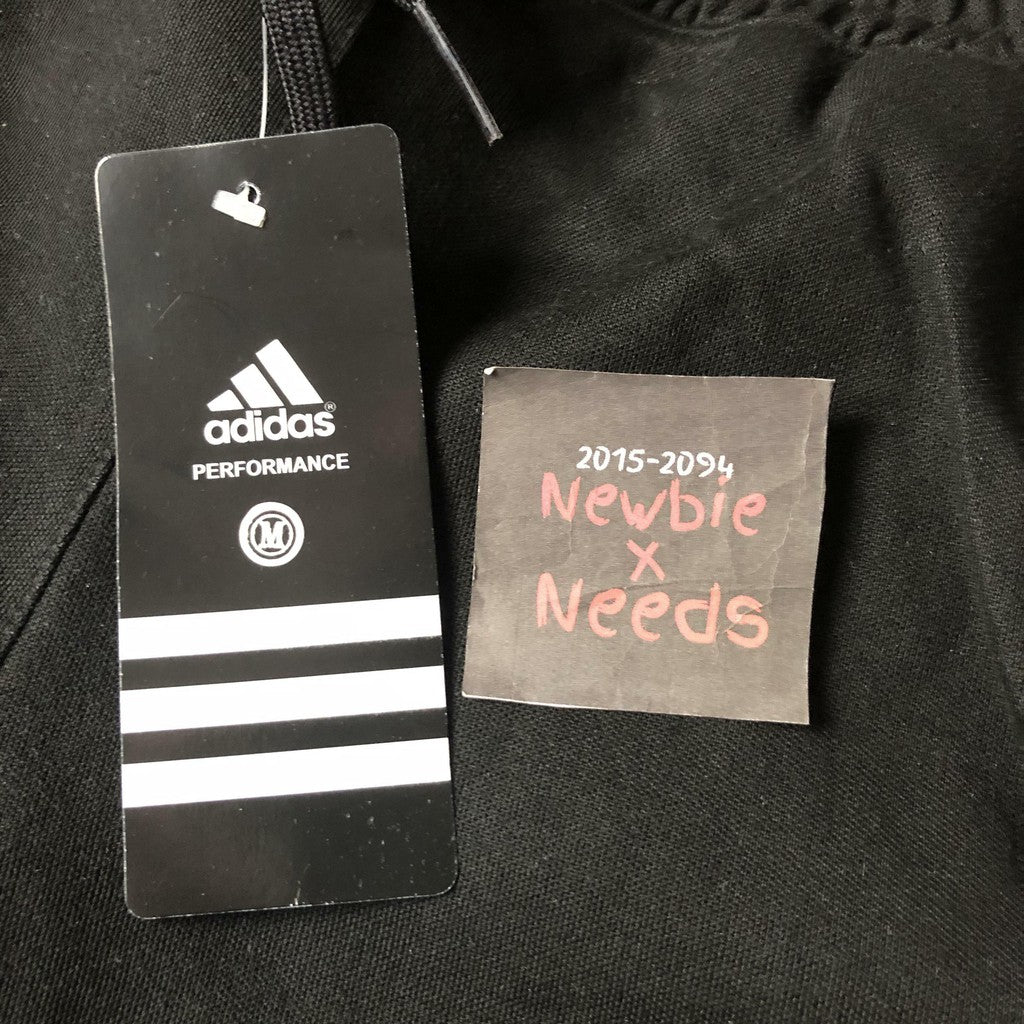 adidas®
PERFORMANCE
M
2015-2094
Newbie
x
Needs